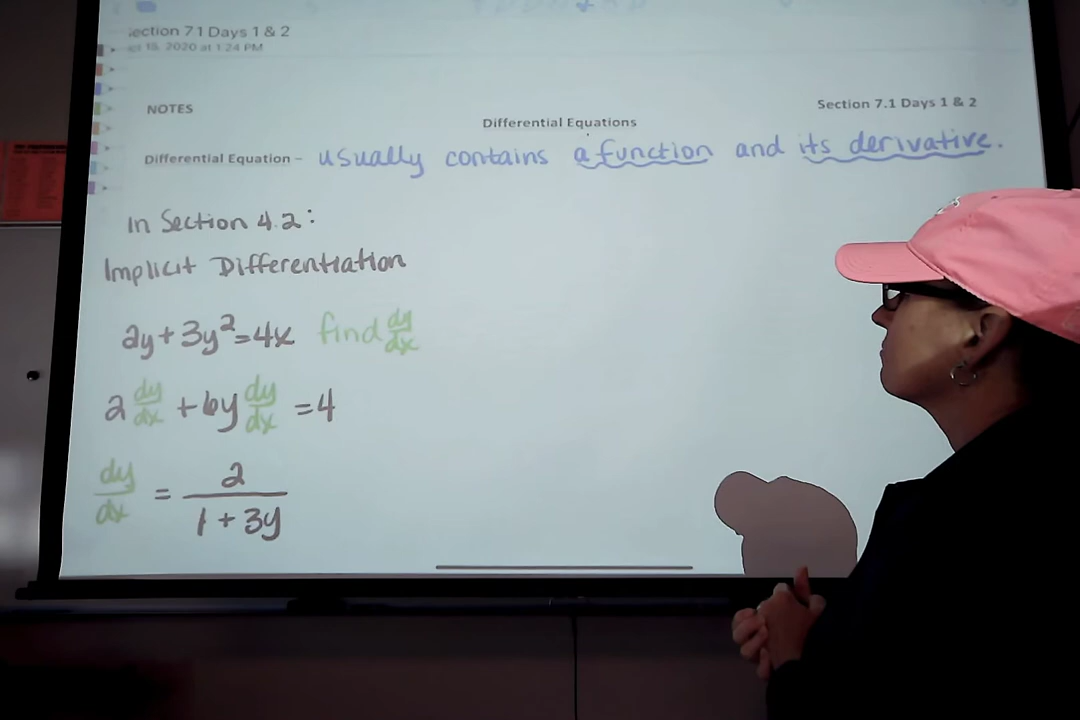 ection 7.1 Days 1 & 2
15, 2020 at 1:24 PM
NOTES
Section 7.1 Days 1 & 2
Differential Equations
Differential Equation – usually contains a function and its derivative.
In Section 4.2:
Implicit Differentiation
2y+3y²=4x find dy/dx
2 dy/dx + 6y dy/dx = 4
dy/dx = 2/(1+3y)